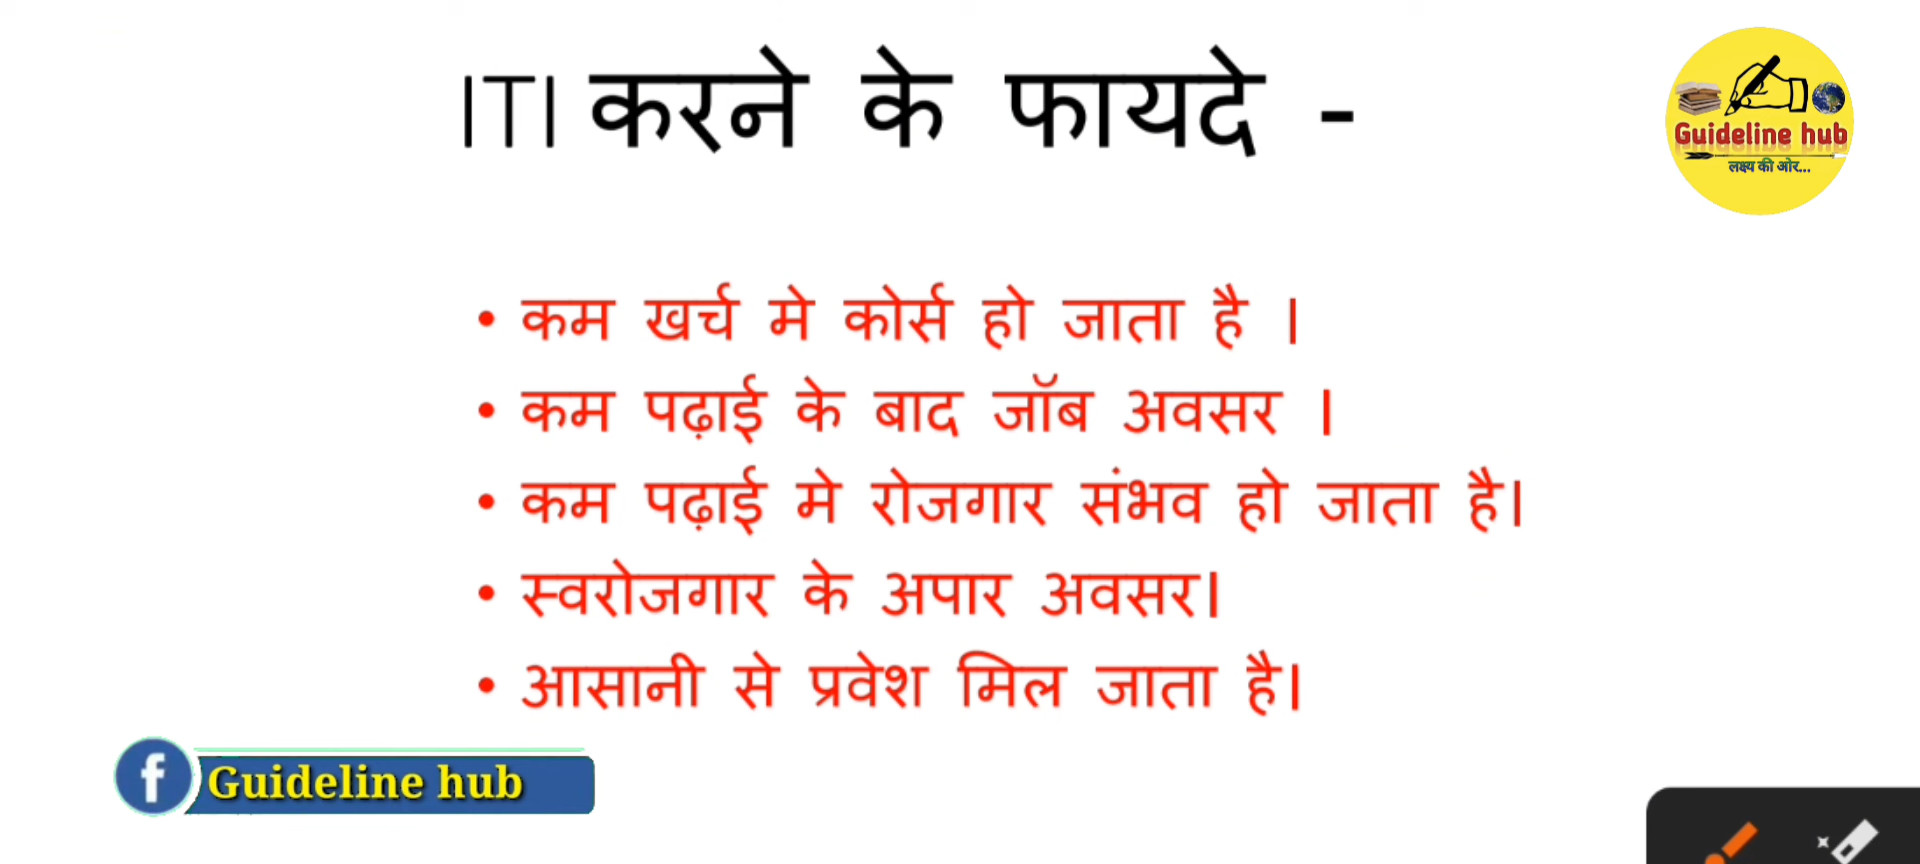 ITI करने के फायदे -
Guideline hub
लक्ष्य की ओर...
• कम खर्च मे कोर्स हो जाता है ।
• कम पढ़ाई के बाद जॉब अवसर ।
• कम पढ़ाई मे रोजगार संभव हो जाता है।
• स्वरोजगार के अपार अवसर।
• आसानी से प्रवेश मिल जाता है।
f Guideline hub